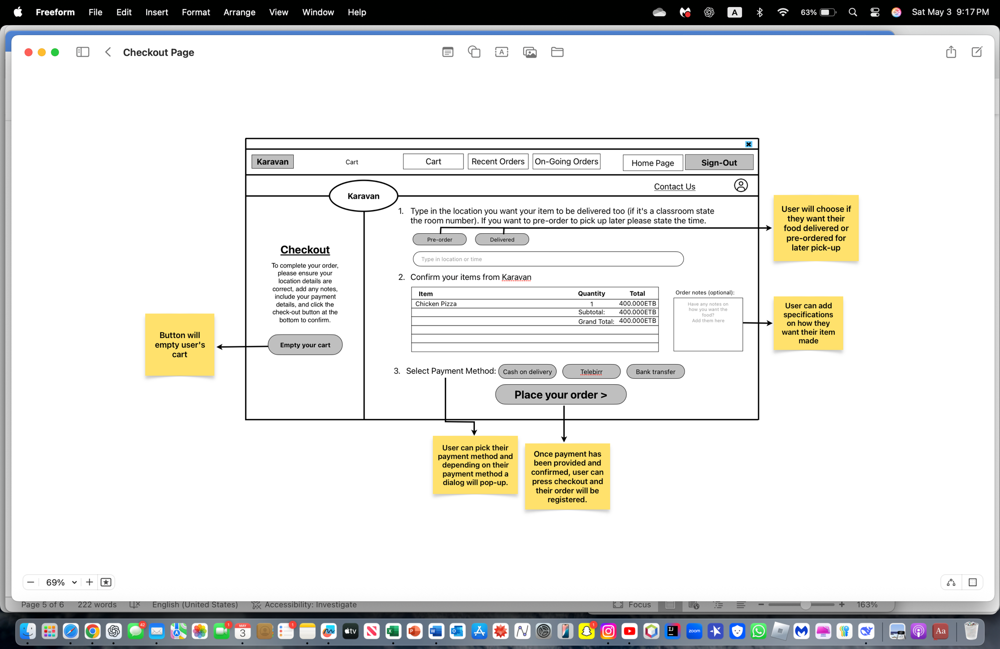 Freeform File Edit Insert Format Arrange View Window Help
A 63% Sat May 3 9:17 PM
Checkout Page
A
Karavan
Cart
Cart
Recent Orders
On-Going Orders
Home Page
Sign-Out
Karavan
Contact Us
1. Type in the location you want your item to be delivered too (if it's a classroom state
the room number). If you want to pre-order to pick up later please state the time.
Pre-order
Delivered
Type in location or time
User will choose if
they want their
food delivered or
pre-ordered for
later pick-up
Checkout
To complete your order,
please ensure your
location details are
correct, add any notes,
include your payment
details, and click the
check-out button at the
bottom to confirm.
Empty your cart
Button will
empty user's
cart
2. Confirm your items from Karavan
Item Quantity Total
Chicken Pizza 1 400.000ETB
Subtotal: 400.000ETB
Grand Total: 400.000ETB
Order notes (optional):
Have any notes on
how you want the
food?
Add them here
User can add
specifications
on how they
want their item
made
3. Select Payment Method:
Cash on delivery
Telebirr
Bank transfer
Place your order >
User can pick their
payment method and
depending on their
payment method a
dialog will pop-up.
Once payment has
been provided and
confirmed, user can
press checkout and
their order will be
registered.
69%
Page 5 of 6 222 words English (United States) Accessibility: Investigate Focus 163%
42
1
MAY
3
1
tv
1
zoom
Aa